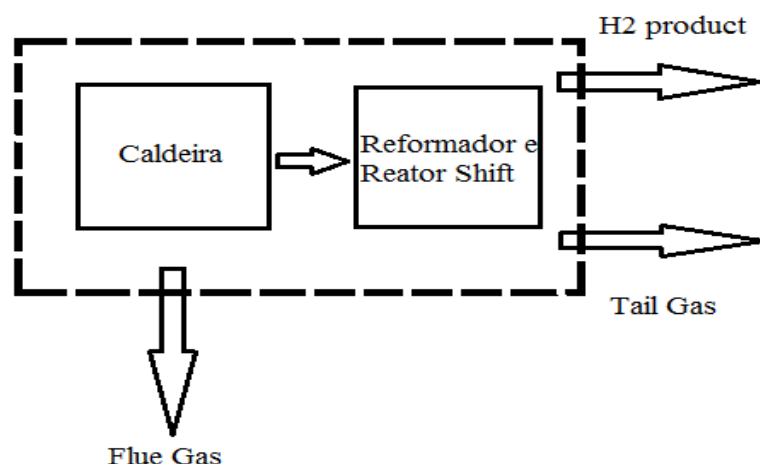 H2 product
Caldeira
Reformador e
Reator Shift
Tail Gas
Flue Gas